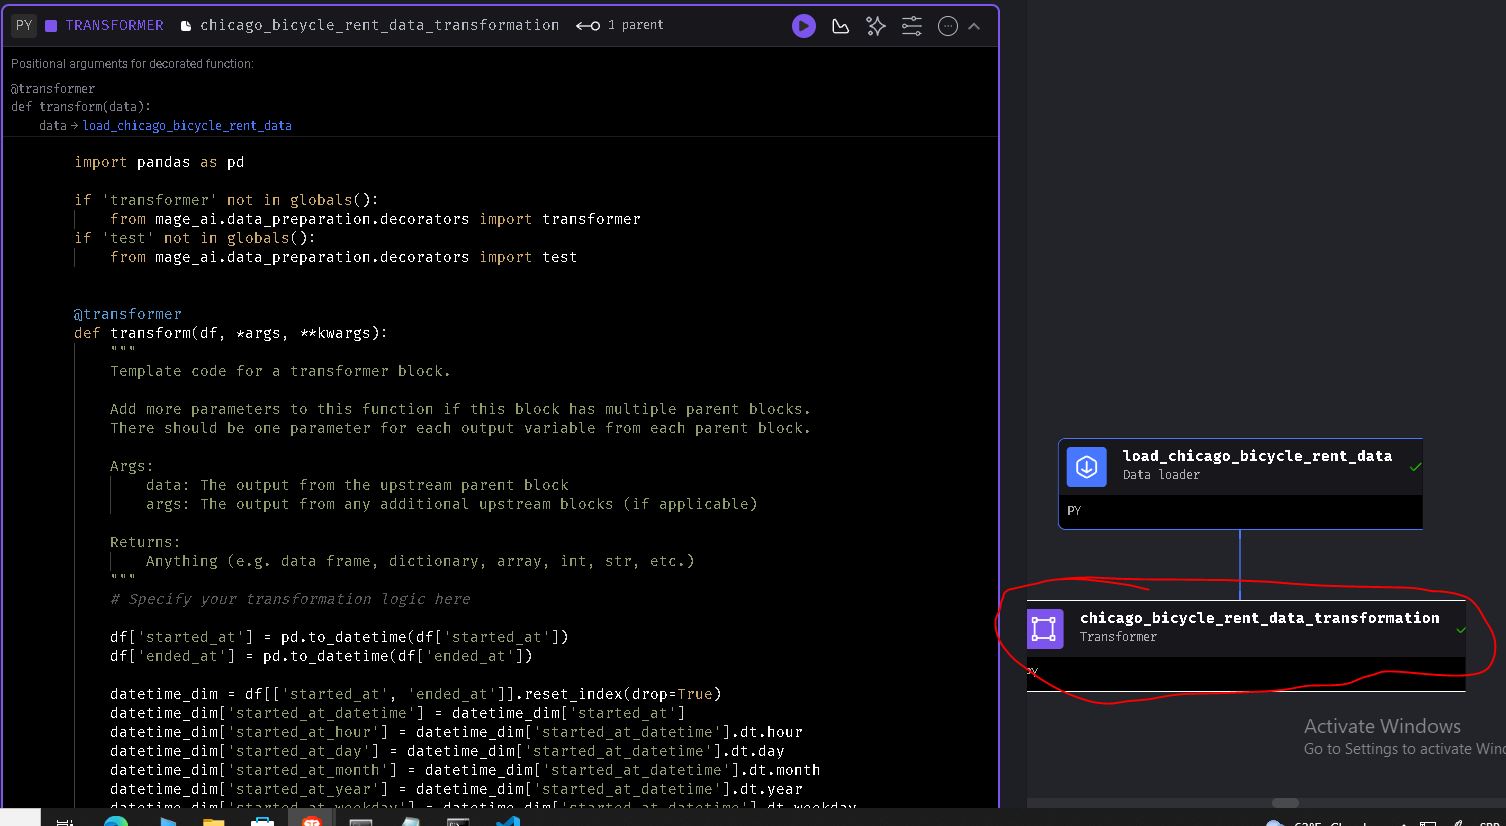 PY TRANSFORMER chicago_bicycle_rent_data_transformation 1 parent
Positional arguments for decorated function:
@transformer
def transform(data):
data → load_chicago_bicycle_rent_data
import pandas as pd
if 'transformer' not in globals():
from mage_ai.data_preparation.decorators import transformer
if 'test' not in globals():
from mage_ai.data_preparation.decorators import test
@transformer
def transform(df, *args, **kwargs):
"""
Template code for a transformer block.
Add more parameters to this function if this block has multiple parent blocks.
There should be one parameter for each output variable from each parent block.
Args:
data: The output from the upstream parent block
args: The output from any additional upstream blocks (if applicable)
Returns:
Anything (e.g. data frame, dictionary, array, int, str, etc.)
"""
# Specify your transformation logic here
df['started_at'] = pd.to_datetime(df['started_at'])
df['ended_at'] = pd.to_datetime(df['ended_at'])
datetime_dim = df[['started_at', 'ended_at']].reset_index(drop=True)
datetime_dim['started_at_datetime'] = datetime_dim['started_at']
datetime_dim['started_at_hour'] = datetime_dim['started_at_datetime'].dt.hour
datetime_dim['started_at_day'] = datetime_dim['started_at_datetime'].dt.day
datetime_dim['started_at_month'] = datetime_dim['started_at_datetime'].dt.month
datetime_dim['started_at_year'] = datetime_dim['started_at_datetime'].dt.year
datetime_dim['started_at_weekday'] = datetime_dim['started_at_datetime'].dt.weekday
load_chicago_bicycle_rent_data
Data loader
PY
chicago_bicycle_rent_data_transformation
Transformer
PY
Activate Windows
Go to Settings to activate Win